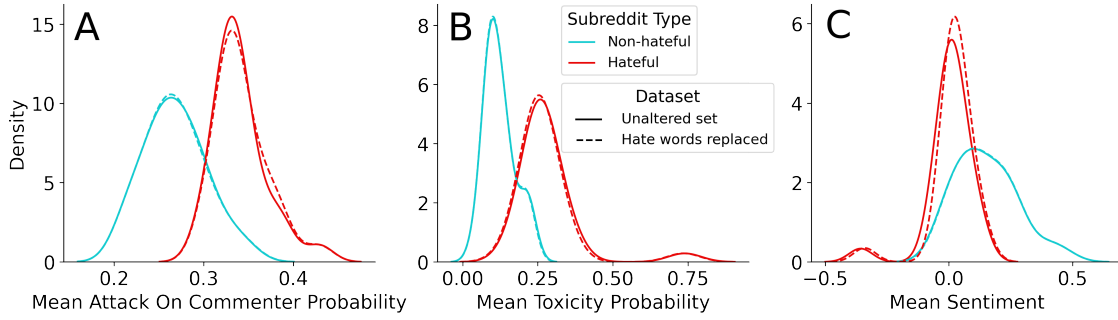 A
15
10
5
0
Density
0.2 0.3 0.4
Mean Attack On Commenter Probability
B
8
6
4
2
0
0.00 0.25 0.50 0.75
Mean Toxicity Probability
Subreddit Type
Non-hateful
Hateful
Dataset
Unaltered set
Hate words replaced
C
6
4
2
0
−0.5 0.0 0.5
Mean Sentiment